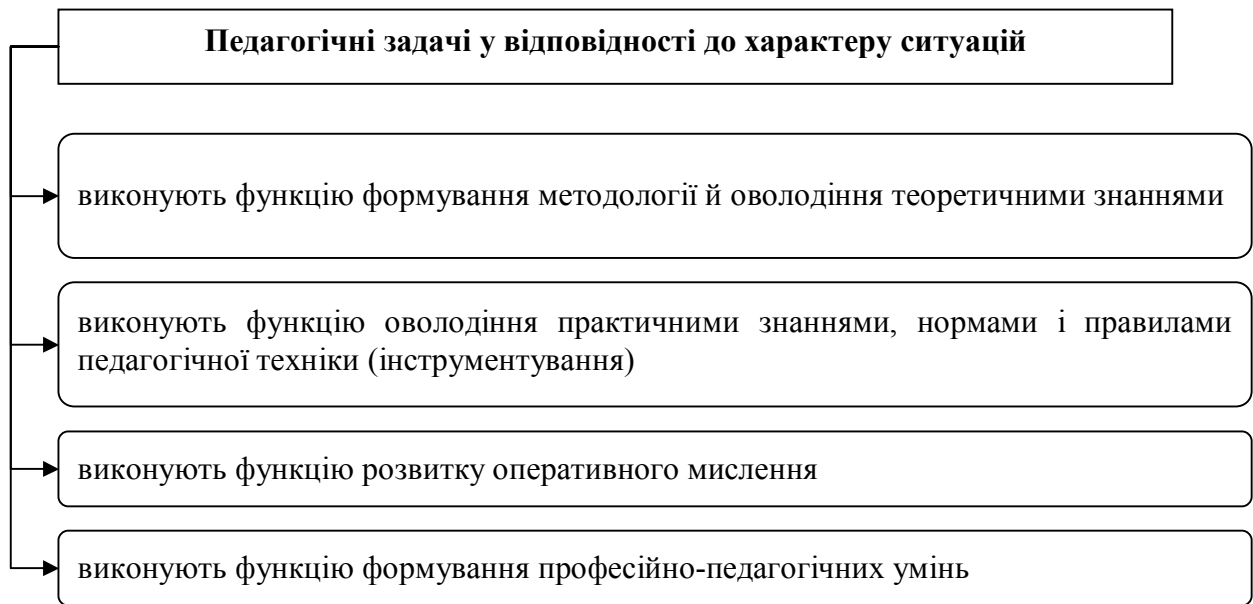 Педагогічні задачі у відповідності до характеру ситуацій
виконують функцію формування методології й оволодіння теоретичними знаннями
виконують функцію оволодіння практичними знаннями, нормами і правилами
педагогічної техніки (інструментування)
виконують функцію розвитку оперативного мислення
виконують функцію формування професійно-педагогічних умінь